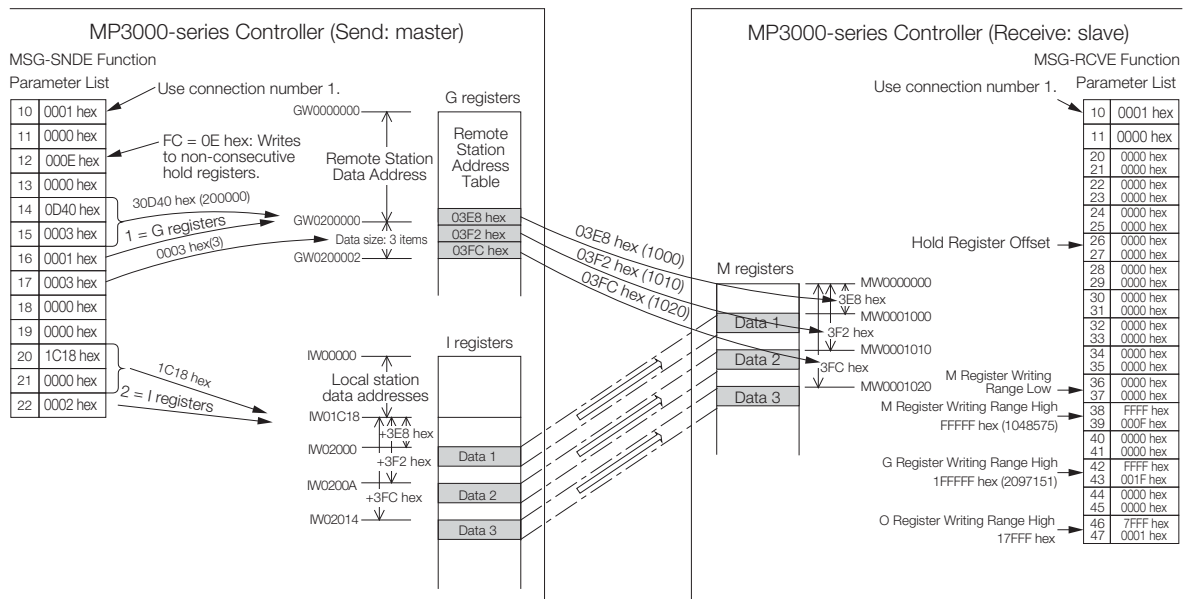 MP3000-series Controller (Send: master)
MSG-SNDE Function
Parameter List
Use connection number 1.
10 0001 hex
11 0000 hex
12 000E hex
13 0000 hex
14 0D40 hex
15 0003 hex
16 0001 hex
17 0003 hex
18 0000 hex
19 0000 hex
20 1C18 hex
21 0000 hex
22 0002 hex
FC = 0E hex: Writes
to non-consecutive
hold registers.
30D40 hex (200000)
1 = G registers
0003 hex(3)
1C18 hex
2 = I registers
G registers
GW0000000
Remote Station
Data Address
GW0200000
Data size: 3 items
GW0200002
Remote
Station
Address
Table
03E8 hex
03F2 hex
03FC hex
I registers
IW00000
Local station
data addresses
IW01C18
+3E8 hex
IW02000
+3F2 hex
IW0200A
+3FC hex
IW02014
Data 1
Data 2
Data 3
03E8 hex (1000)
03F2 hex (1010)
03FC hex (1020)
MP3000-series Controller (Receive: slave)
MSG-RCVE Function
Parameter List
Use connection number 1.
M registers
Data 1
Data 2
Data 3
MW0000000
3E8 hex
MW0001000
3F2 hex
MW0001010
3FC hex
MW0001020
Hold Register Offset
M Register Writing
Range Low
M Register Writing Range High
FFFFF hex (1048575)
G Register Writing Range High
1FFFFF hex (2097151)
O Register Writing Range High
17FFF hex
10 0001 hex
11 0000 hex
20 0000 hex
21 0000 hex
22 0000 hex
23 0000 hex
24 0000 hex
25 0000 hex
26 0000 hex
27 0000 hex
28 0000 hex
29 0000 hex
30 0000 hex
31 0000 hex
32 0000 hex
33 0000 hex
34 0000 hex
35 0000 hex
36 0000 hex
37 0000 hex
38 FFFF hex
39 000F hex
40 0000 hex
41 0000 hex
42 FFFF hex
43 001F hex
44 0000 hex
45 0000 hex
46 7FFF hex
47 0001 hex